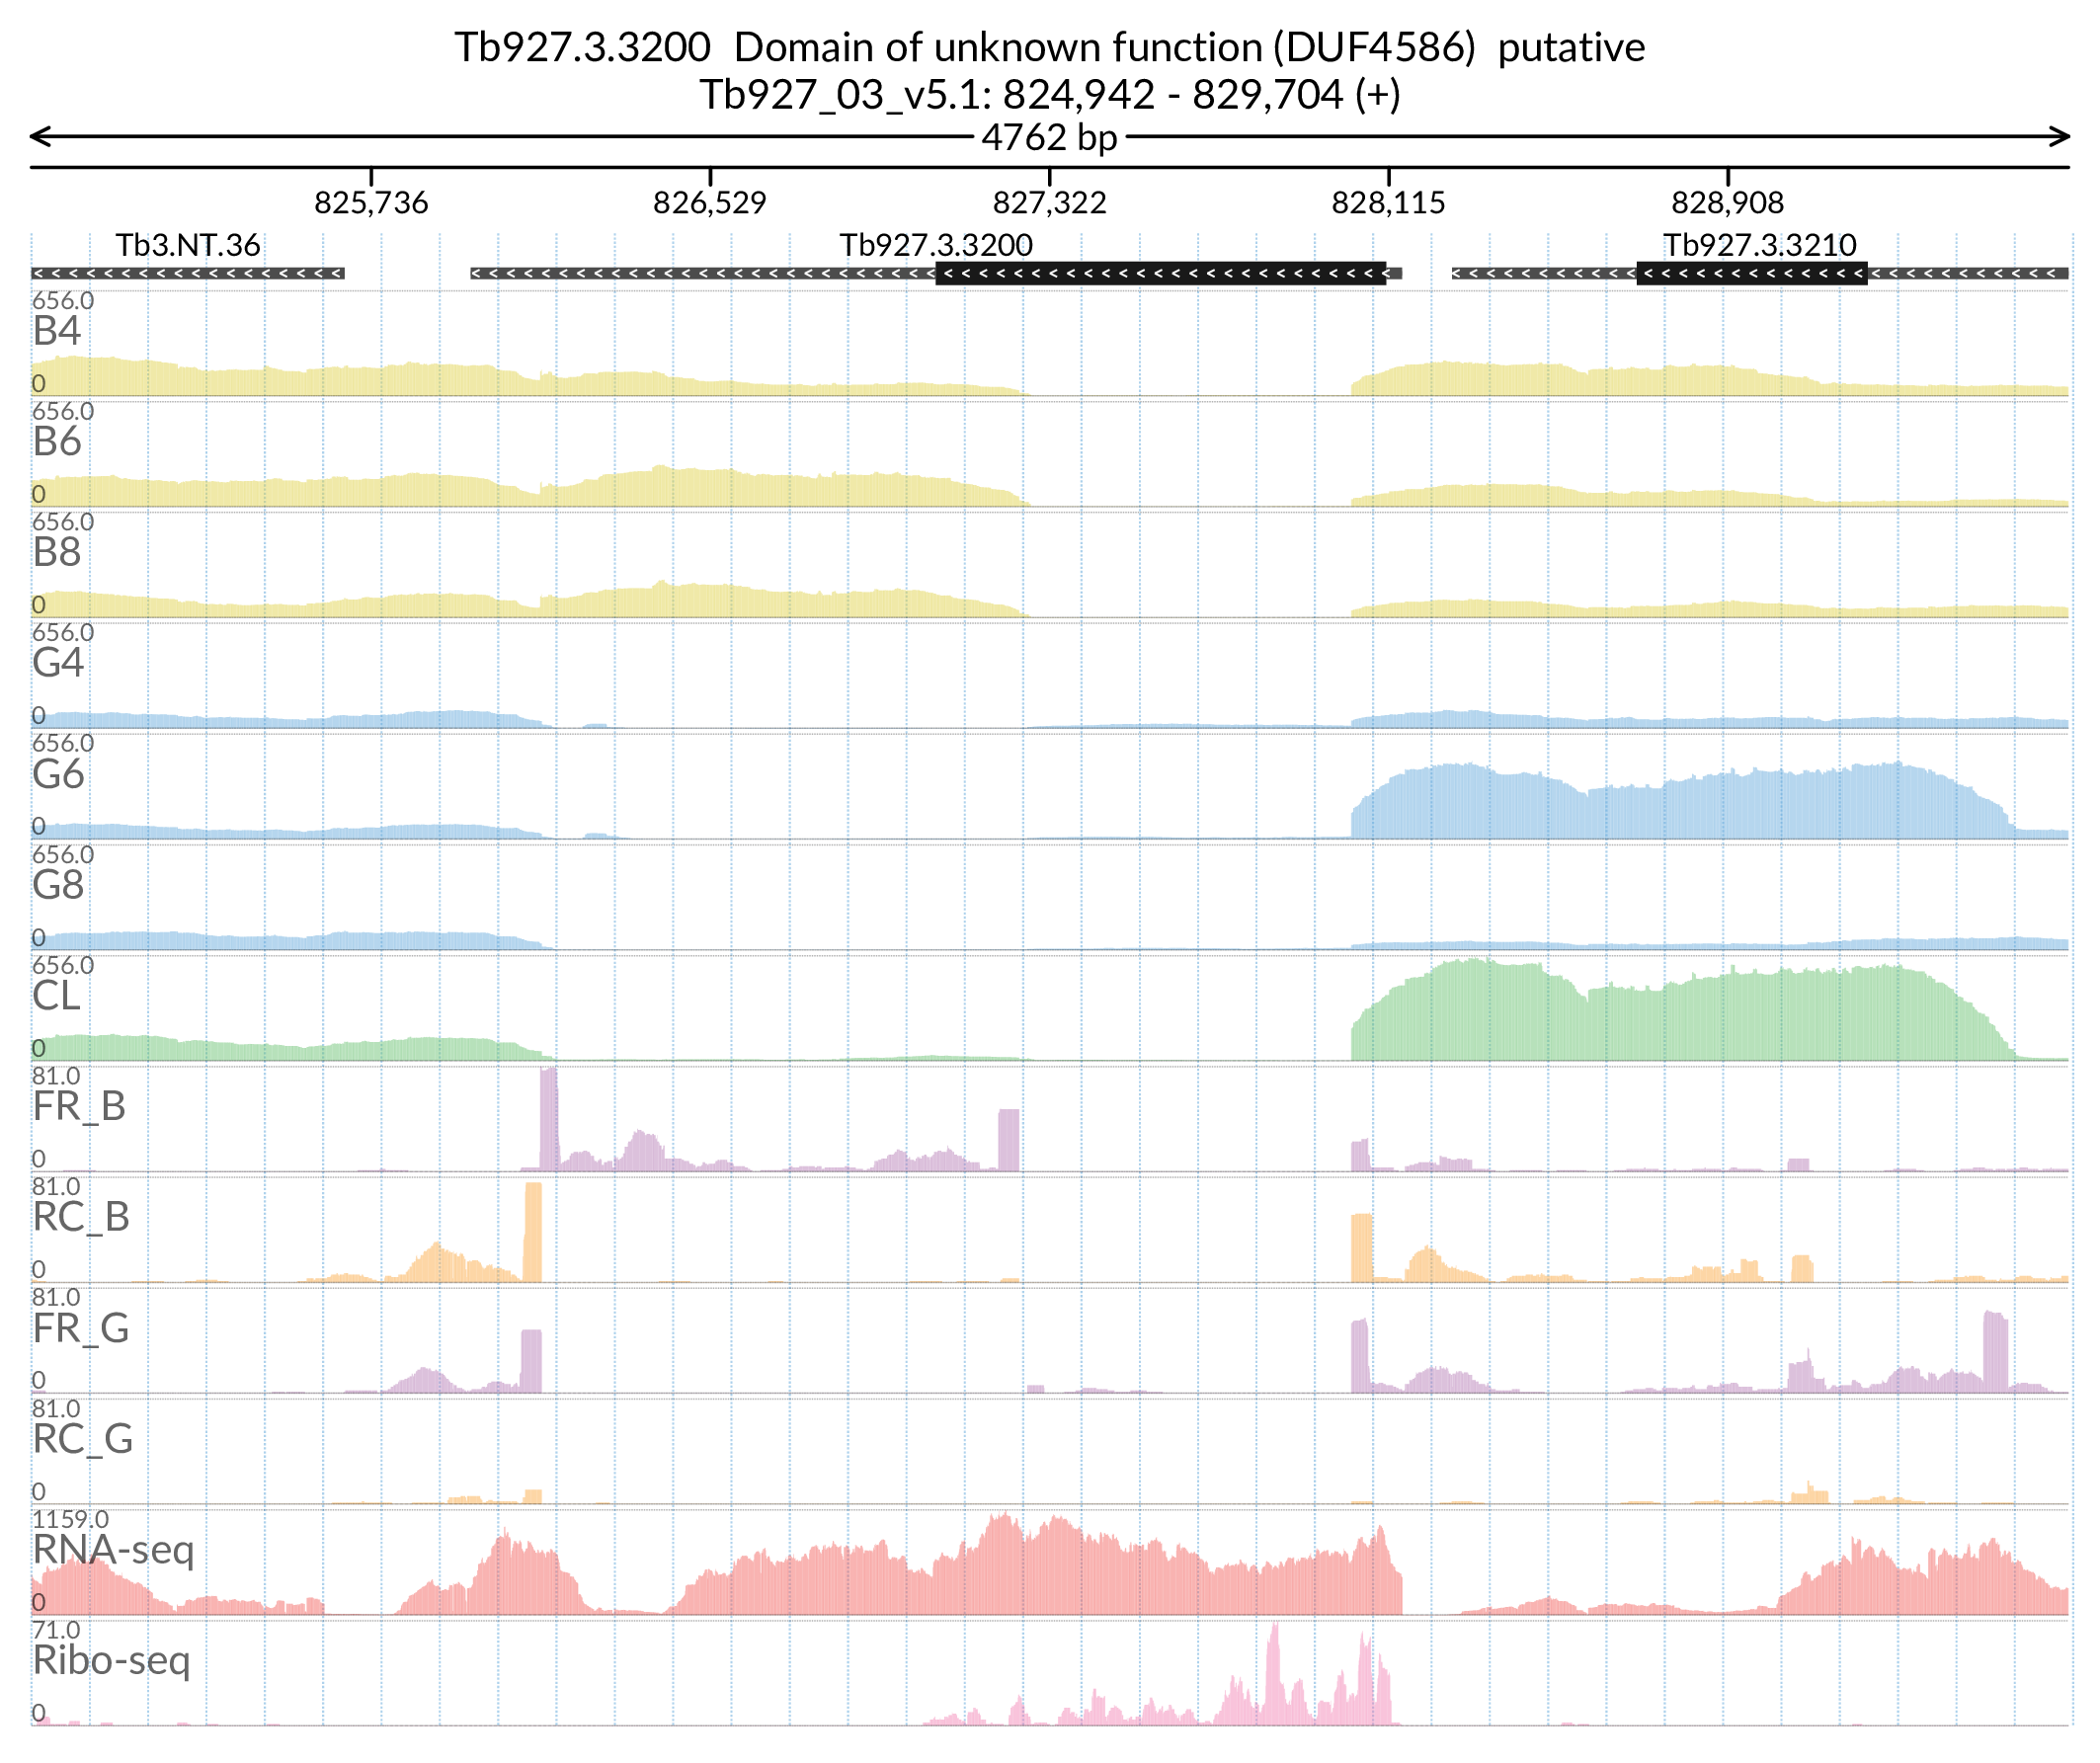 Tb927.3.3200  Domain of unknown function (DUF4586)  putative
Tb927_03_v5.1: 824,942 - 829,704 (+)
4762 bp
825,736 826,529 827,322 828,115 828,908
Tb3.NT.36 Tb927.3.3200 Tb927.3.3210
656.0
B4
0
656.0
B6
0
656.0
B8
0
656.0
G4
0
656.0
G6
0
656.0
G8
0
656.0
CL
0
81.0
FR_B
0
81.0
RC_B
0
81.0
FR_G
0
81.0
RC_G
0
1159.0
RNA-seq
0
71.0
Ribo-seq
0